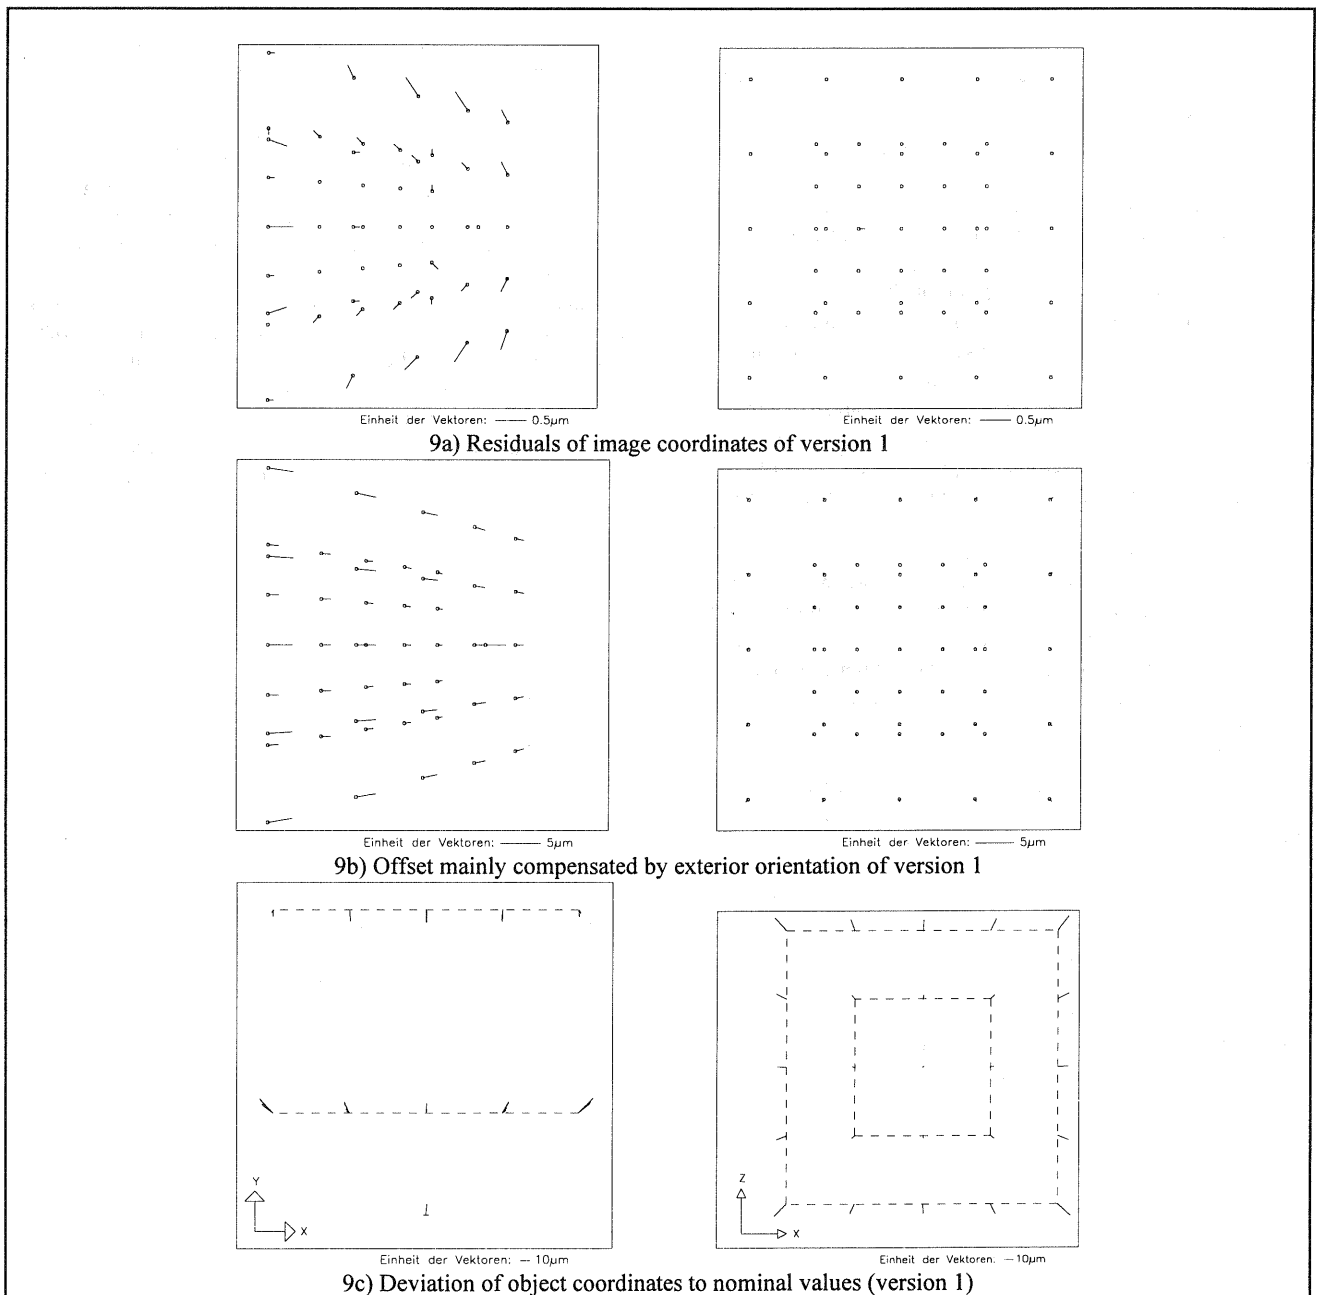 Einheit der Vektoren: —— 0.5µm
Einheit der Vektoren: —— 0.5µm
9a) Residuals of image coordinates of version 1
Einheit der Vektoren: —— 5µm
Einheit der Vektoren: —— 5µm
9b) Offset mainly compensated by exterior orientation of version 1
Y
X
Z
X
Einheit der Vektoren: — 10µm
Einheit der Vektoren. — 10µm
9c) Deviation of object coordinates to nominal values (version 1)